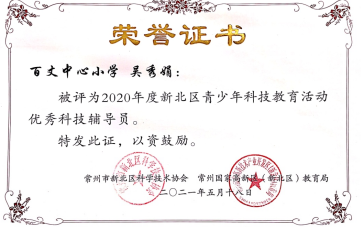 荣誉证书
百丈中心小学 吴秀娟：
被评为2020年度新北区青少年科技教育活动
优秀科技辅导员。
特发此证，以资鼓励。
常州市新北区科学技术协会 常州国家高新区（新北区）教育局
二〇二一年五月十八日